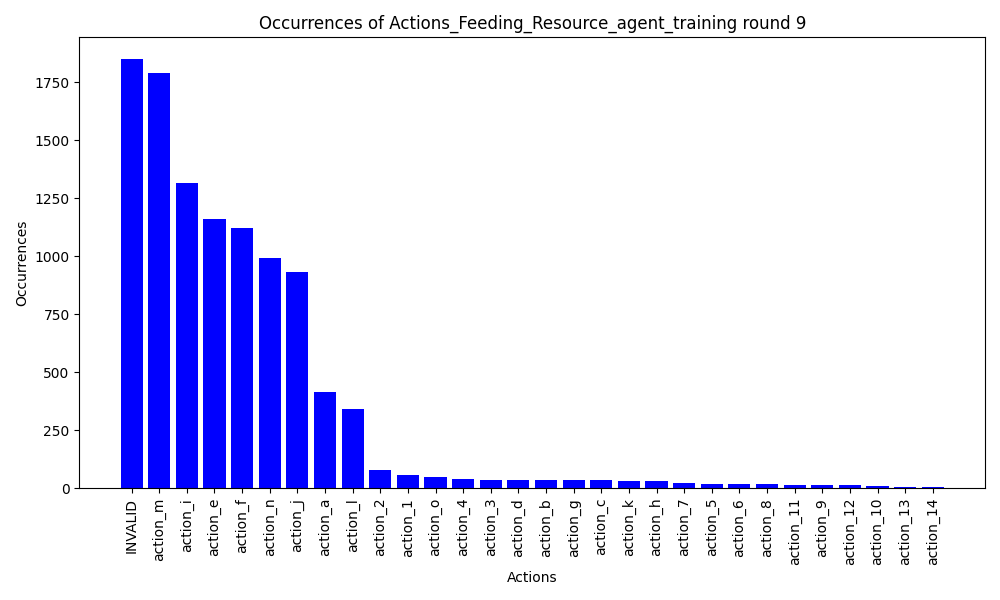 Occurrences of Actions_Feeding_Resource_agent_training round 9
Occurrences
1750
1500
1250
1000
750
500
250
0
INVALID
action_m
action_i
action_e
action_f
action_n
action_j
action_a
action_l
action_2
action_1
action_o
action_4
action_3
action_d
action_b
action_g
action_c
action_k
action_h
action_7
action_5
action_6
action_8
action_11
action_9
action_12
action_10
action_13
action_14
Actions